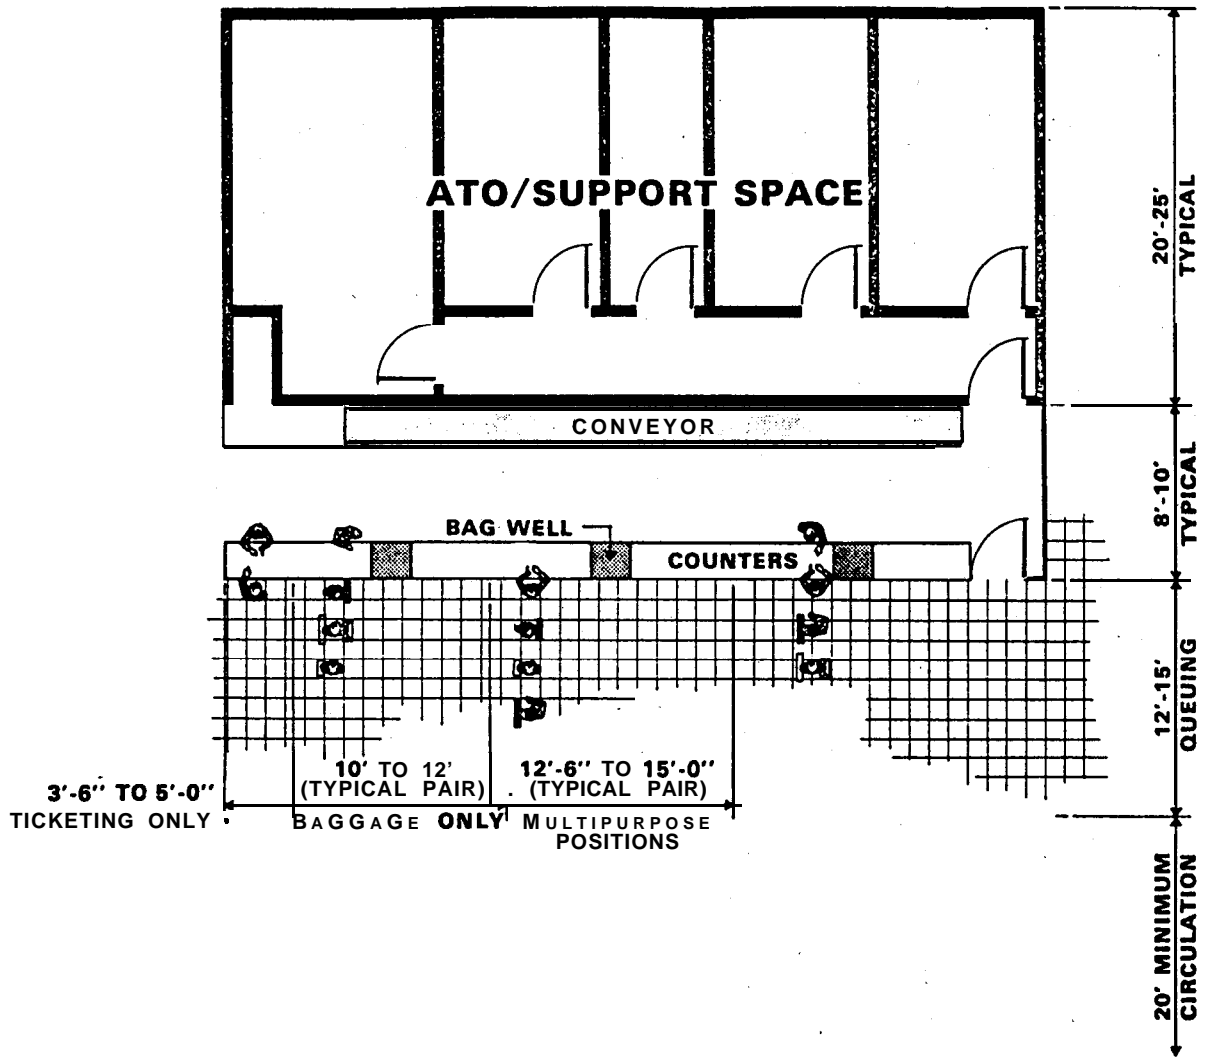 ATO/SUPPORT SPACE
20'-25'
TYPICAL
CONVEYOR
8'-10'
TYPICAL
BAG WELL
COUNTERS
12'-15'
QUEUING
10' TO 12'
(TYPICAL PAIR)
12'-6" TO 15'-0"
(TYPICAL PAIR)
3'-6" TO 5'-0"
TICKETING ONLY
BAGGAGE ONLY
MULTIPURPOSE
POSITIONS
20' MINIMUM
CIRCULATION